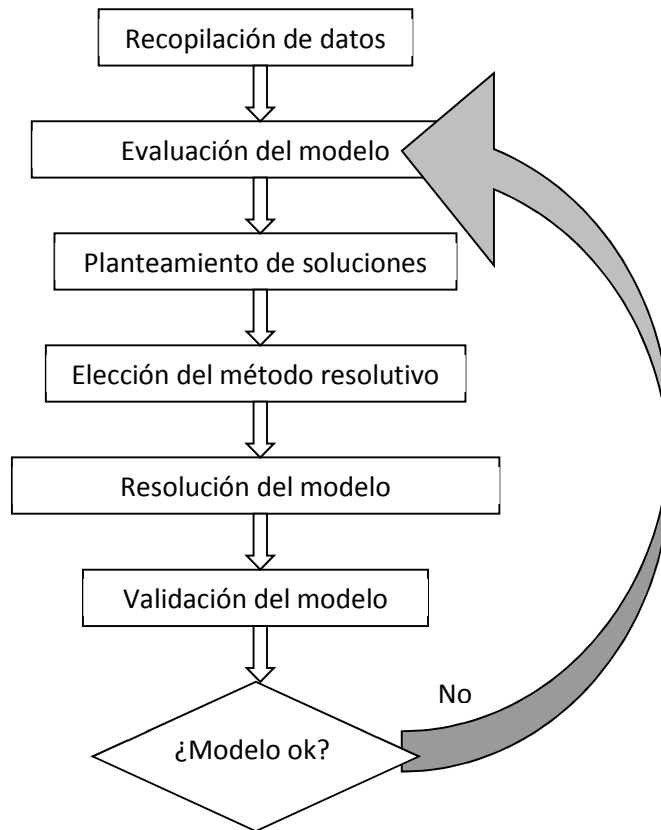 Recopilación de datos
Evaluación del modelo
Planteamiento de soluciones
Elección del método resolutivo
Resolución del modelo
Validación del modelo
No
¿Modelo ok?